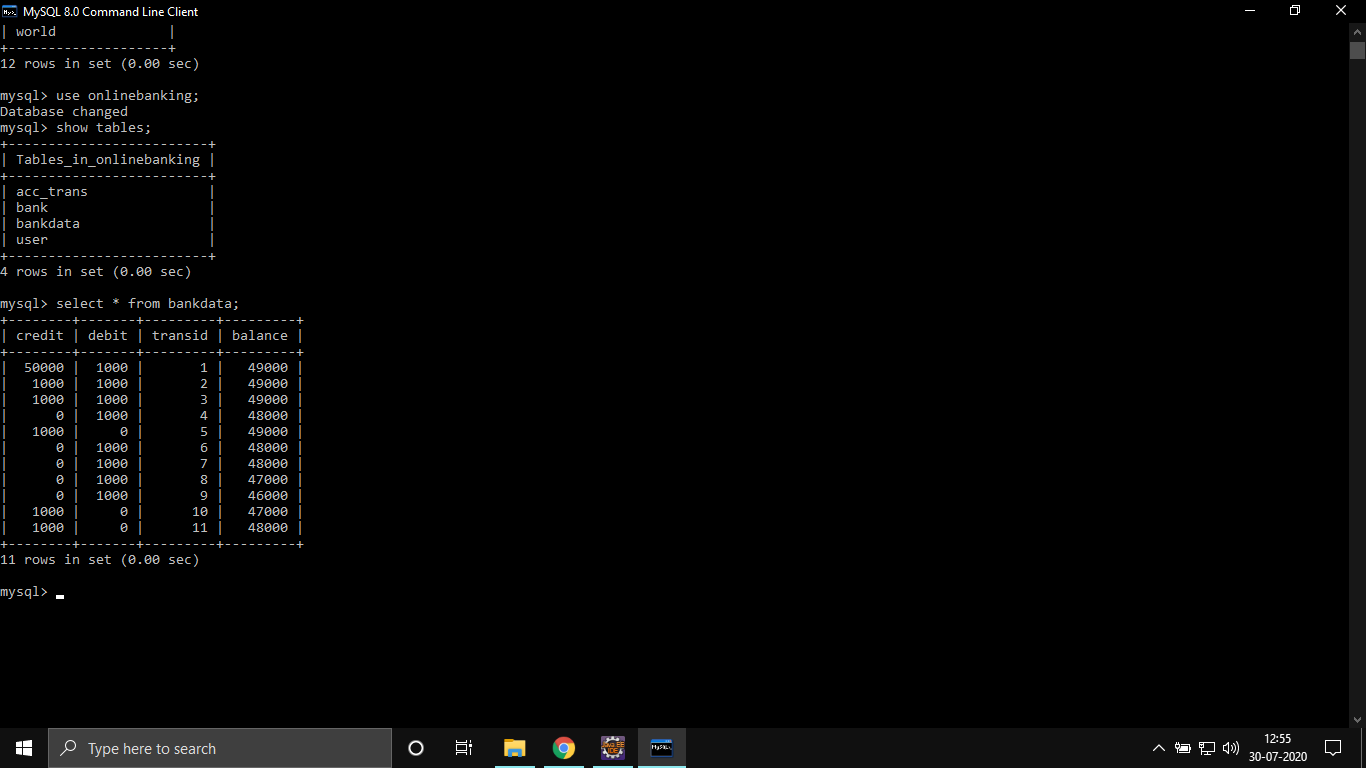 MySQL 8.0 Command Line Client
| world              |
+--------------------+
12 rows in set (0.00 sec)
mysql> use onlinebanking;
Database changed
mysql> show tables;
+-------------------------+
| Tables_in_onlinebanking |
+-------------------------+
| acc_trans               |
| bank                    |
| bankdata                |
| user                    |
+-------------------------+
4 rows in set (0.00 sec)
mysql> select * from bankdata;
+--------+-------+---------+---------+
| credit | debit | transid | balance |
+--------+-------+---------+---------+
|  50000 |  1000 |       1 |   49000 |
|   1000 |  1000 |       2 |   49000 |
|   1000 |  1000 |       3 |   49000 |
|      0 |  1000 |       4 |   48000 |
|   1000 |     0 |       5 |   49000 |
|      0 |  1000 |       6 |   48000 |
|      0 |  1000 |       7 |   48000 |
|      0 |  1000 |       8 |   47000 |
|      0 |  1000 |       9 |   46000 |
|   1000 |     0 |      10 |   47000 |
|   1000 |     0 |      11 |   48000 |
+--------+-------+---------+---------+
11 rows in set (0.00 sec)
mysql>
Type here to search
12:55
30-07-2020